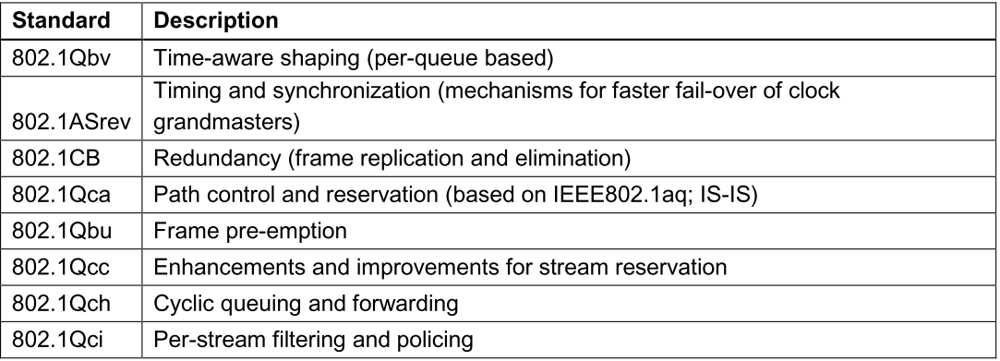 Standard Description
802.1Qbv Time-aware shaping (per-queue based)
Timing and synchronization (mechanisms for faster fail-over of clock
802.1ASrev grandmasters)
802.1CB Redundancy (frame replication and elimination)
802.1Qca Path control and reservation (based on IEEE802.1aq; IS-IS)
802.1Qbu Frame pre-emption
802.1Qcc Enhancements and improvements for stream reservation
802.1Qch Cyclic queuing and forwarding
802.1Qci Per-stream filtering and policing